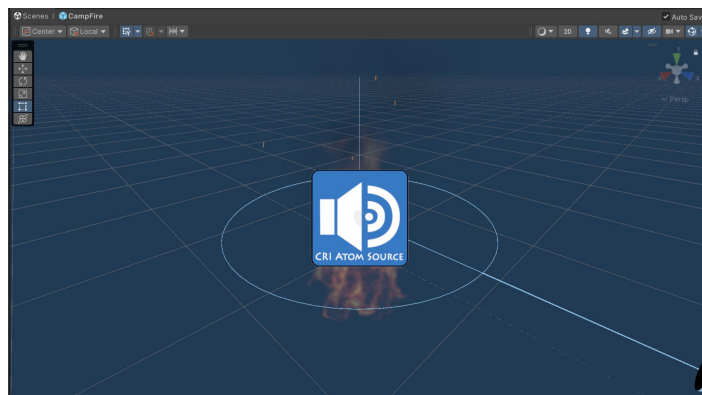 Scenes | CampFire
Auto Sav
Center
Local
2D
y
< Persp
CRI ATOM SOURCE